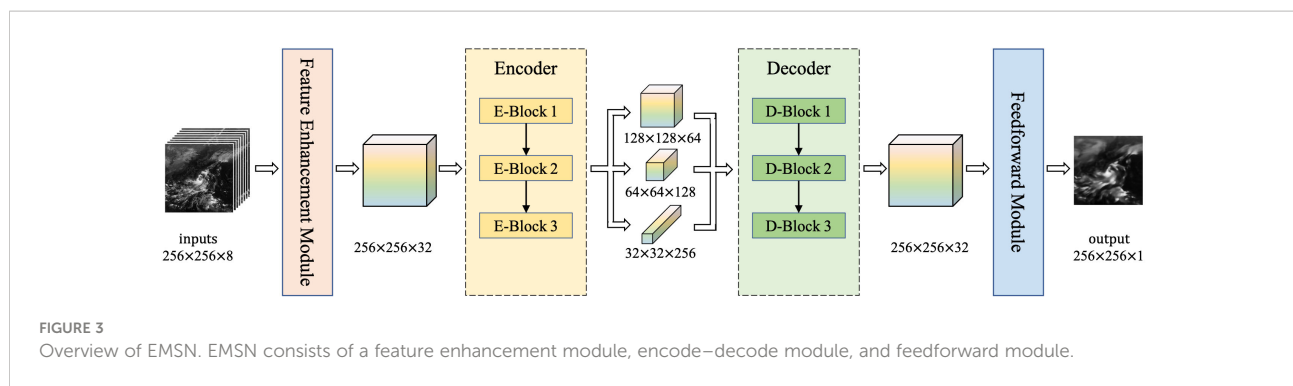 inputs
256×256×8
Feature Enhancement Module
256×256×32
Encoder
E-Block 1
E-Block 2
E-Block 3
128×128×64
64×64×128
32×32×256
Decoder
D-Block 1
D-Block 2
D-Block 3
256×256×32
Feedforward Module
output
256×256×1
FIGURE 3
Overview of EMSN. EMSN consists of a feature enhancement module, encode–decode module, and feedforward module.